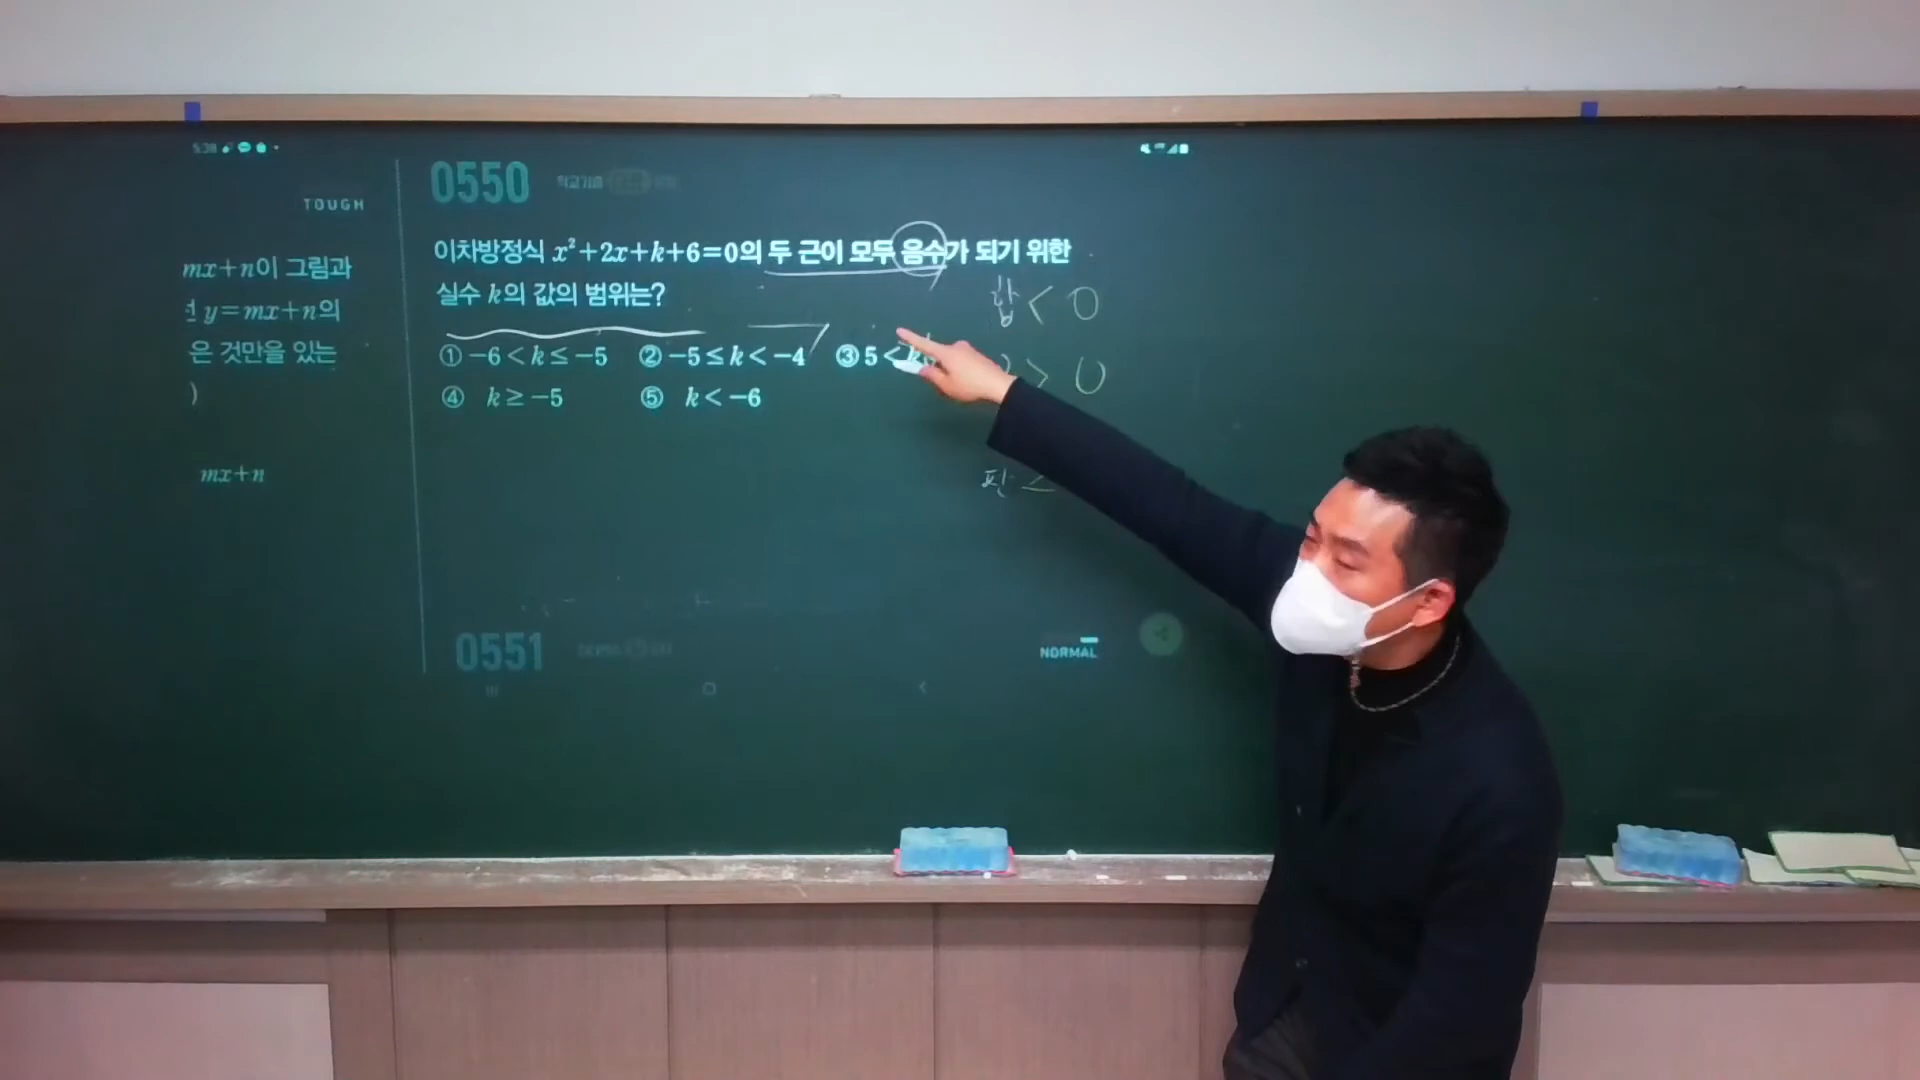 5:38
TOUGH
mx+n이 그림과
y=mx+n의
은 것만을 있는
)
mx+n
0550
이차방정식 x²+2x+k+6=0의 두 근이 모두 음수가 되기 위한
실수 k의 값의 범위는?
① −6<k≤−5 ② −5≤k<−4 ③ 5<k
④ k≥−5 ⑤ k<−6
합<0
>0
판
0551
NORMAL